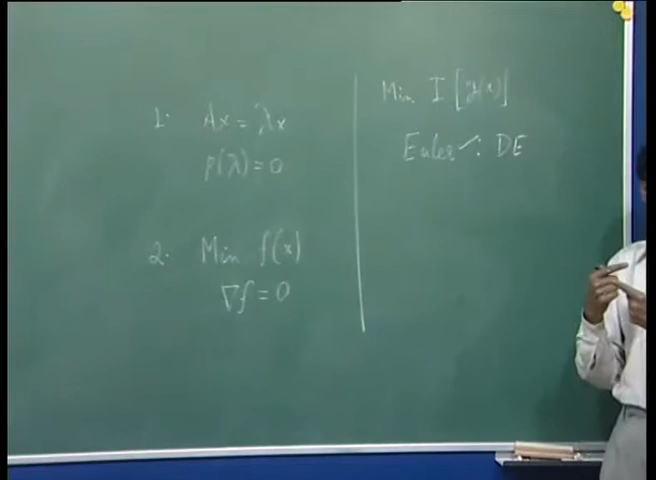 1. Ax = λx
p(λ) = 0
2. Min f(x)
∇f = 0
Min I [y(x)]
Euler's DE